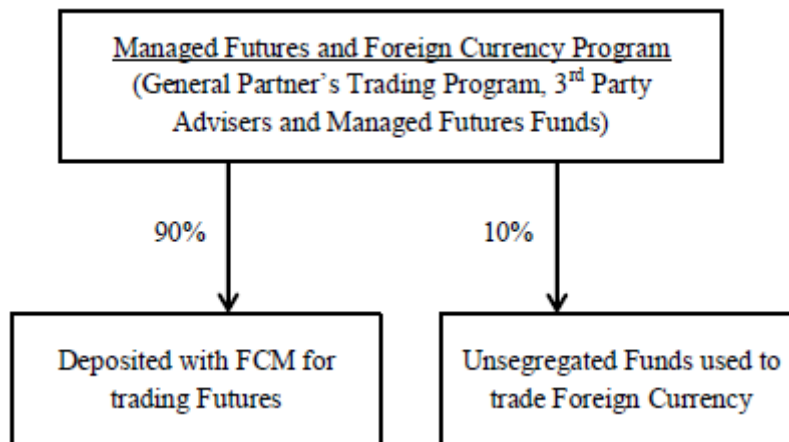 Managed Futures and Foreign Currency Program
(General Partner's Trading Program, 3rd Party
Advisers and Managed Futures Funds)
90%
10%
Deposited with FCM for
trading Futures
Unsegregated Funds used to
trade Foreign Currency